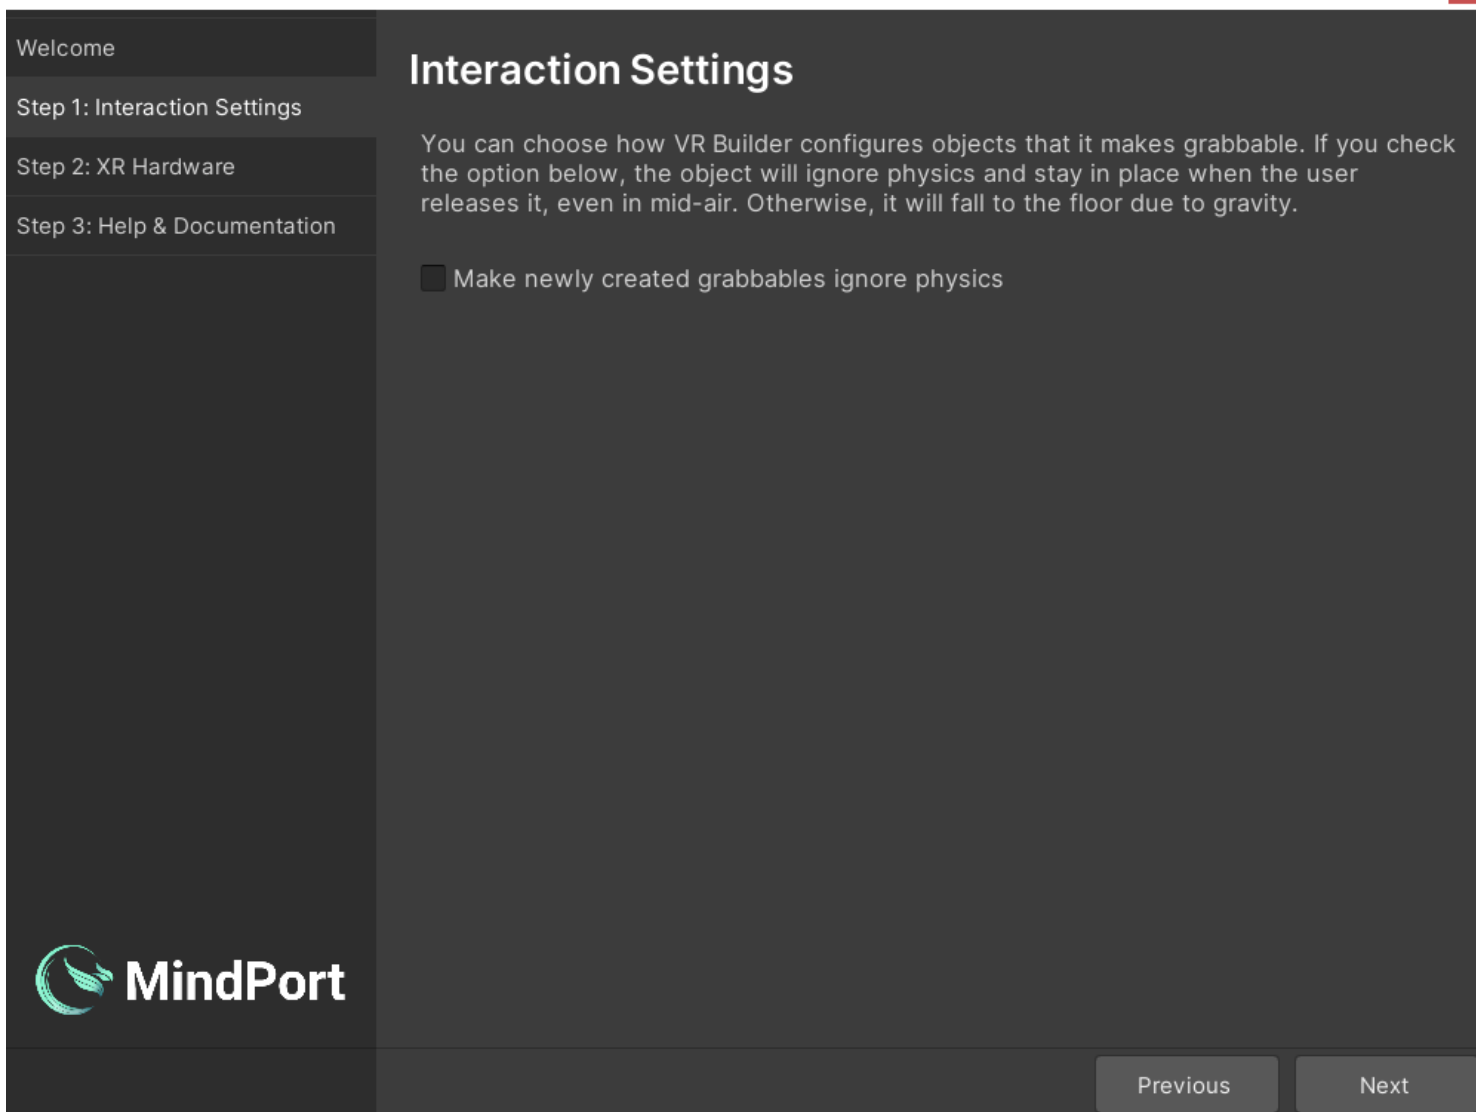 Welcome
Step 1: Interaction Settings
Step 2: XR Hardware
Step 3: Help & Documentation
Interaction Settings
You can choose how VR Builder configures objects that it makes grabbable. If you check
the option below, the object will ignore physics and stay in place when the user
releases it, even in mid-air. Otherwise, it will fall to the floor due to gravity.
Make newly created grabbables ignore physics
MindPort
Previous
Next